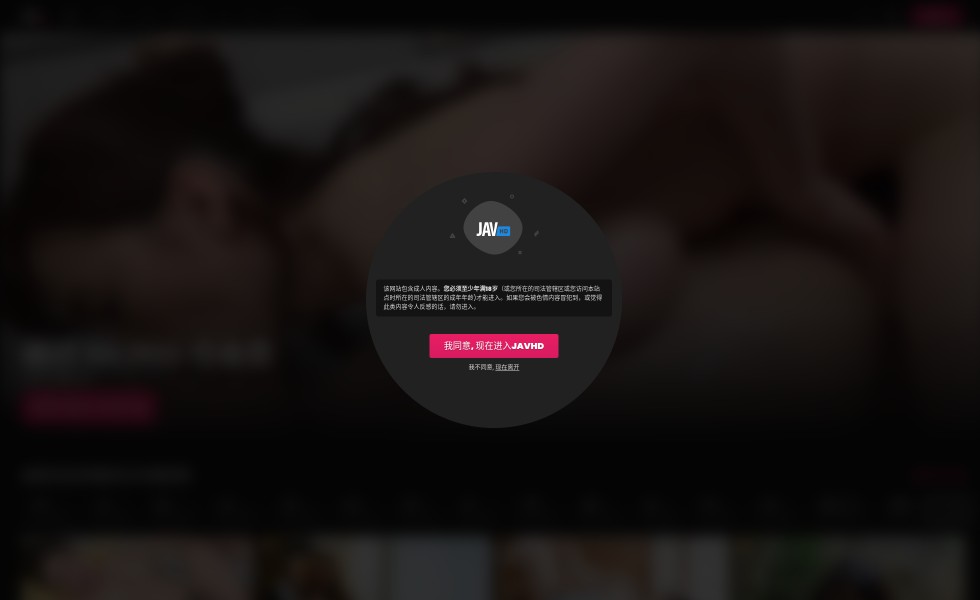 JAV HD
该网站包含成人内容。您必须至少年满18岁（或您所在的司法管辖区或您访问本站
点时所在的司法管辖区的成年年龄)才能进入。如果您会被色情内容冒犯到，或觉得
此类内容令人反感的话，请勿进入。
我同意, 现在进入JAVHD
我不同意, 现在离开